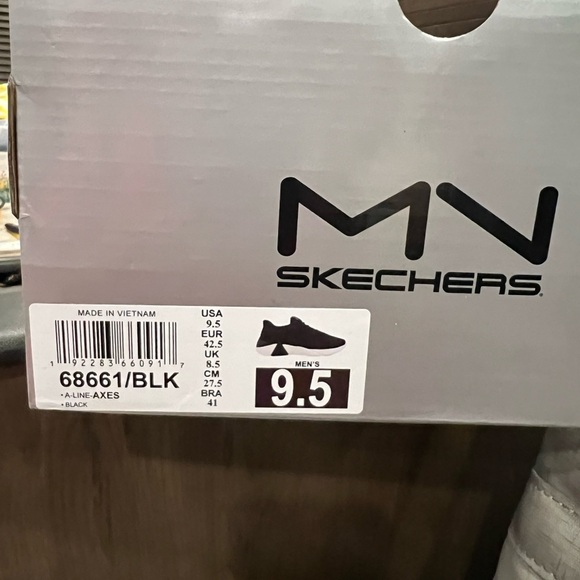 MV
SKECHERS®
MADE IN VIETNAM
1 92283 66091 7
68661/BLK
• A-LINE-AXES
• BLACK
USA
9.5
EUR
42.5
UK
8.5
CM
27.5
BRA
41
MEN'S
9.5